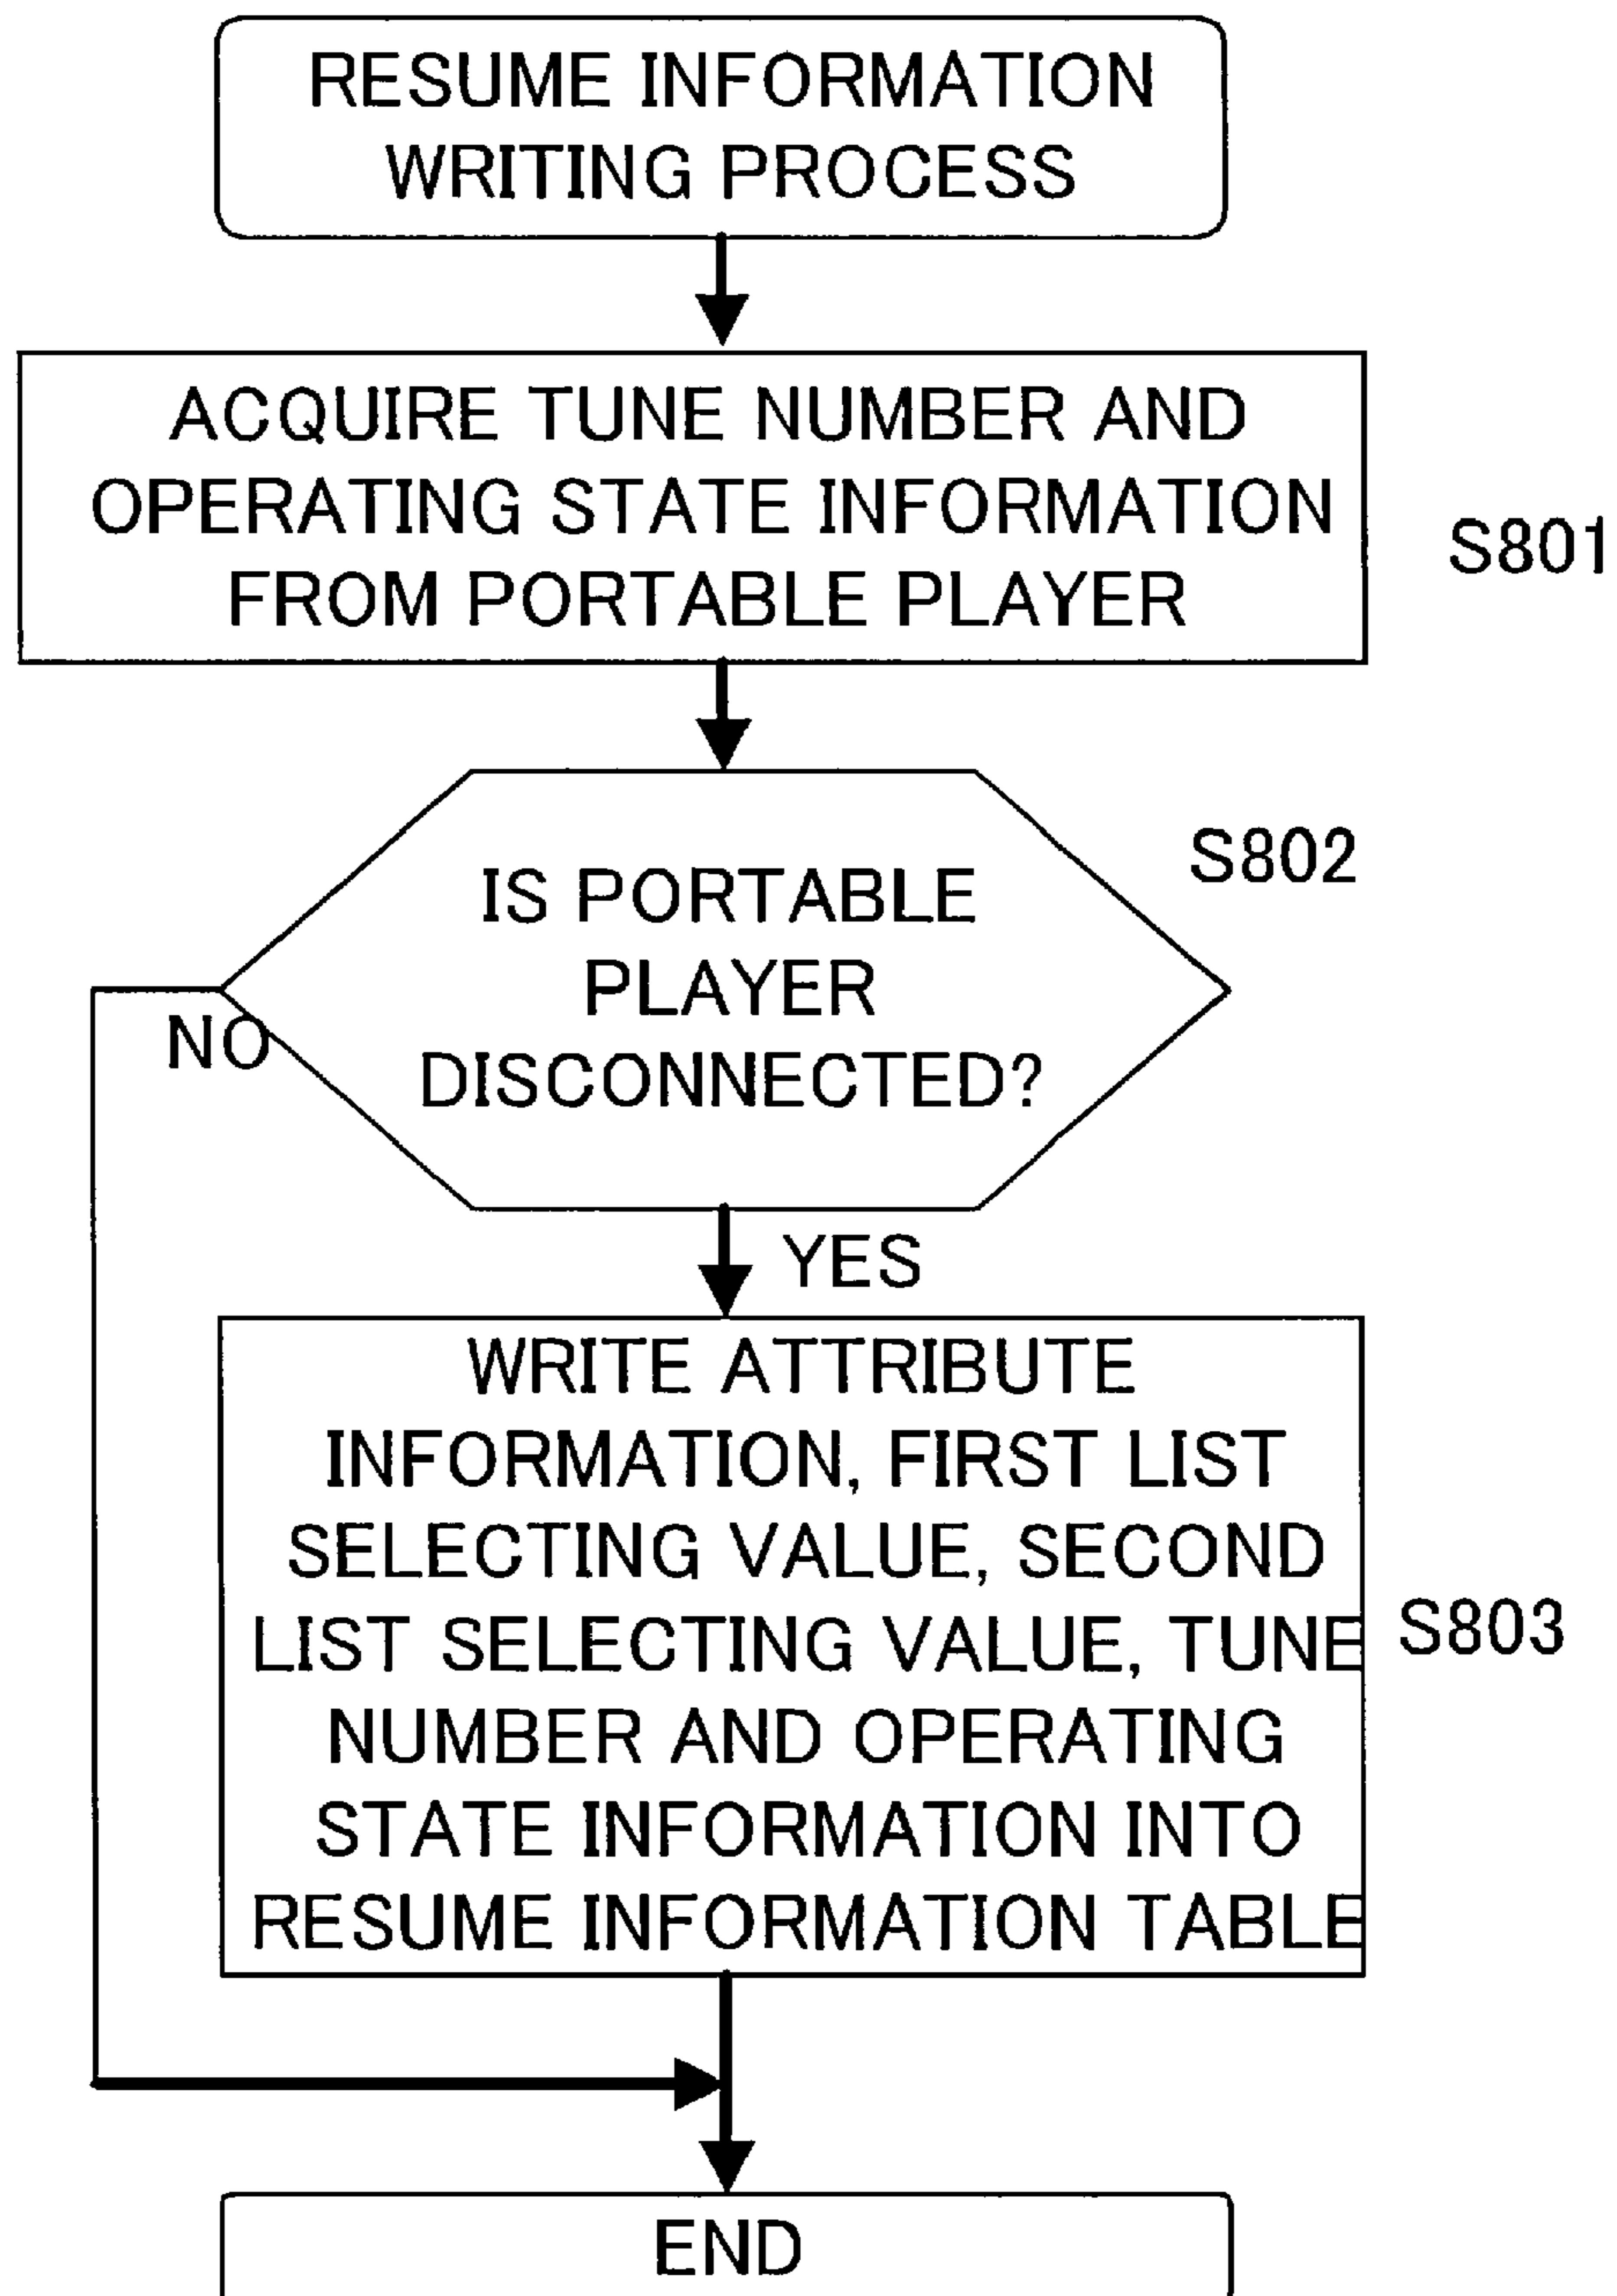 RESUME INFORMATION
WRITING PROCESS
ACQUIRE TUNE NUMBER AND
OPERATING STATE INFORMATION
FROM PORTABLE PLAYER
S801
S802
IS PORTABLE
PLAYER
DISCONNECTED?
NO
YES
WRITE ATTRIBUTE
INFORMATION, FIRST LIST
SELECTING VALUE, SECOND
LIST SELECTING VALUE, TUNE
NUMBER AND OPERATING
STATE INFORMATION INTO
RESUME INFORMATION TABLE
S803
END